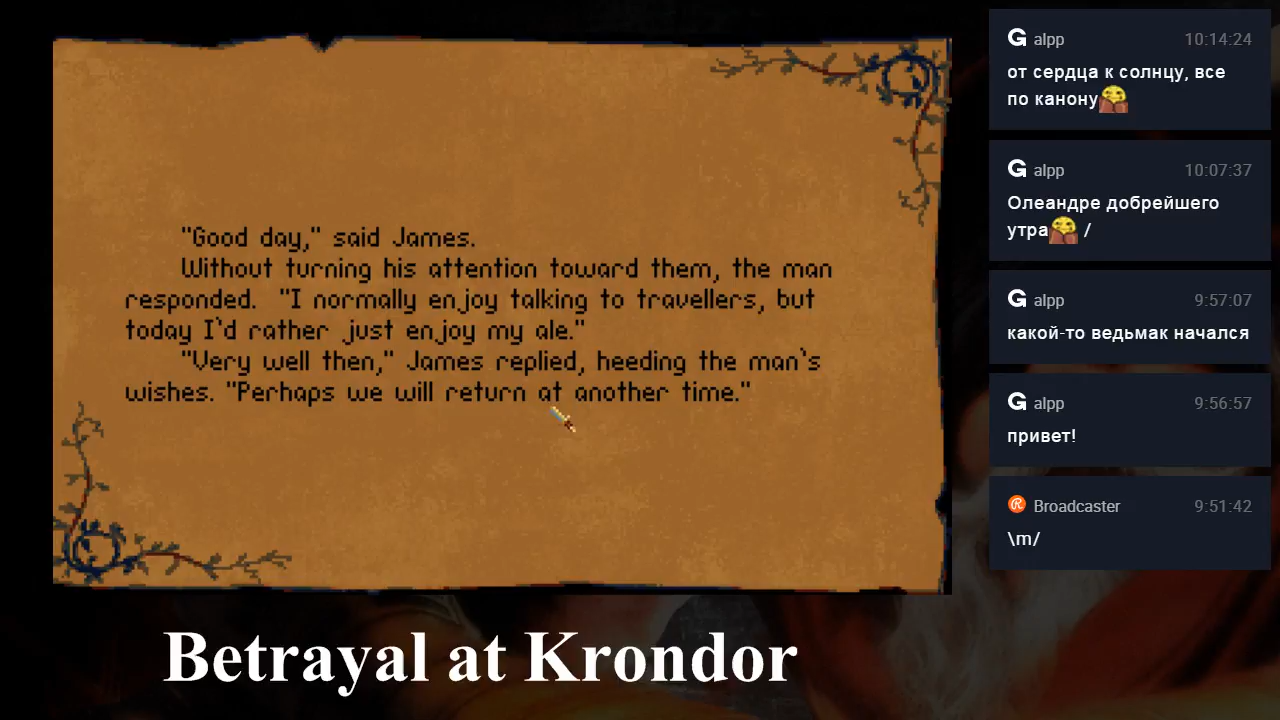 "Good day," said James.
Without turning his attention toward them, the man
responded. "I normally enjoy talking to travellers, but
today I'd rather just enjoy my ale."
"Very well then," James replied, heeding the man's
wishes. "Perhaps we will return at another time."
Betrayal at Krondor
G alpp 10:14:24
от сердца к солнцу, все
по канону
G alpp 10:07:37
Олеандре добрейшего
утра /
G alpp 9:57:07
какой-то ведьмак начался
G alpp 9:56:57
привет!
Broadcaster 9:51:42
\m/